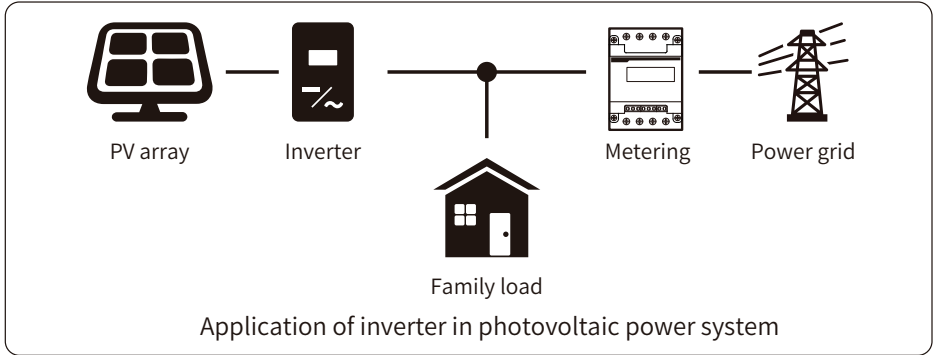 PV array
Inverter
Metering
Power grid
Family load
Application of inverter in photovoltaic power system